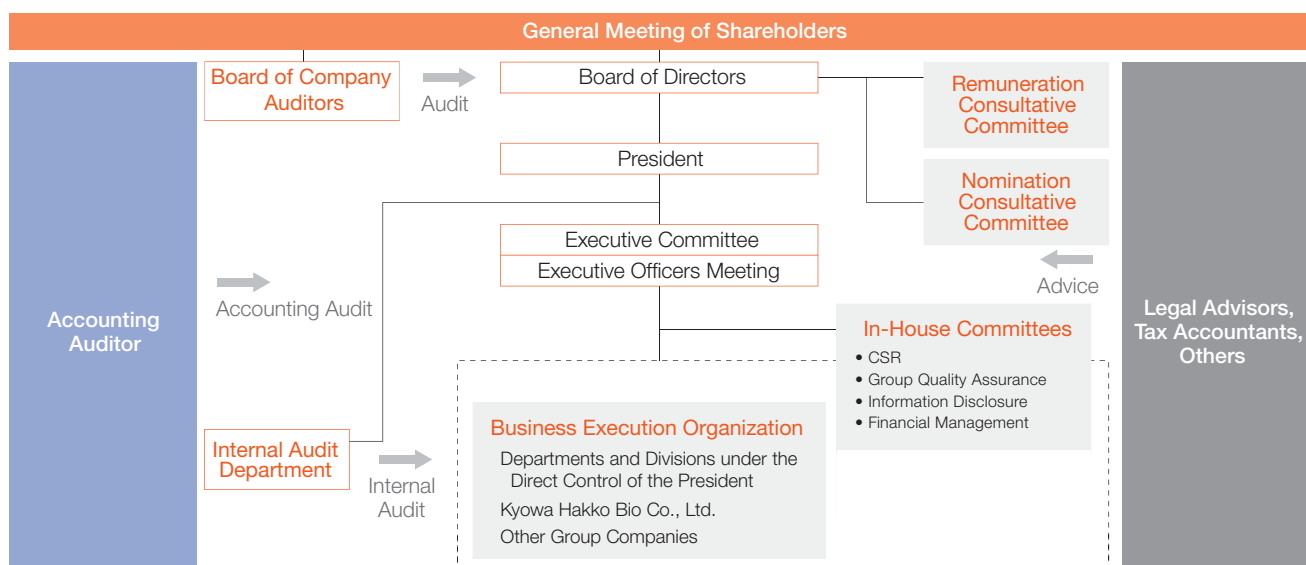 General Meeting of Shareholders
Board of Company
Auditors
Audit
Board of Directors
Remuneration
Consultative
Committee
President
Nomination
Consultative
Committee
Executive Committee
Executive Officers Meeting
Advice
Accounting Audit
Accounting
Auditor
Legal Advisors,
Tax Accountants,
Others
In-House Committees
• CSR
• Group Quality Assurance
• Information Disclosure
• Financial Management
Internal Audit
Department
Internal
Audit
Business Execution Organization
Departments and Divisions under the
Direct Control of the President
Kyowa Hakko Bio Co., Ltd.
Other Group Companies